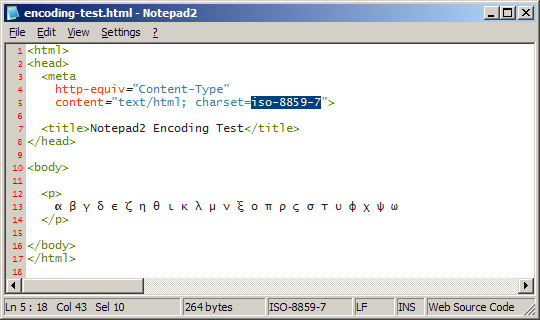 encoding-test.html - Notepad2
File Edit View Settings ?
1 <html>
2 <head>
3 <meta
4 http-equiv="Content-Type"
5 content="text/html; charset=iso-8859-7">
6
7 <title>Notepad2 Encoding Test</title>
8 </head>
9
10 <body>
11
12 <p>
13 α β γ δ ε ζ η θ ι κ λ μ ν ξ ο π ρ ς σ τ υ φ χ ψ ω
14 </p>
15
16 </body>
17 </html>
18
Ln 5 : 18 Col 43 Sel 10 264 bytes ISO-8859-7 LF INS Web Source Code